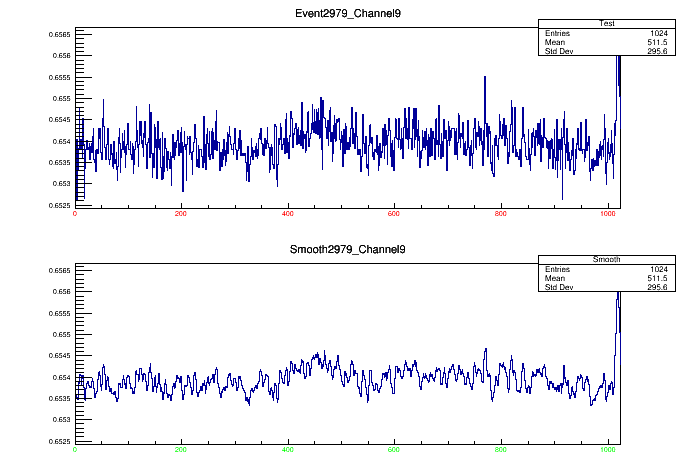 Event2979_Channel9
Test
Entries 1024
Mean 511.5
Std Dev 295.6
0.6565
0.656
0.6555
0.655
0.6545
0.654
0.6535
0.653
0.6525
0 200 400 600 800 1000
Smooth2979_Channel9
Smooth
Entries 1024
Mean 511.5
Std Dev 295.6
0.6565
0.656
0.6555
0.655
0.6545
0.654
0.6535
0.653
0.6525
0 200 400 600 800 1000